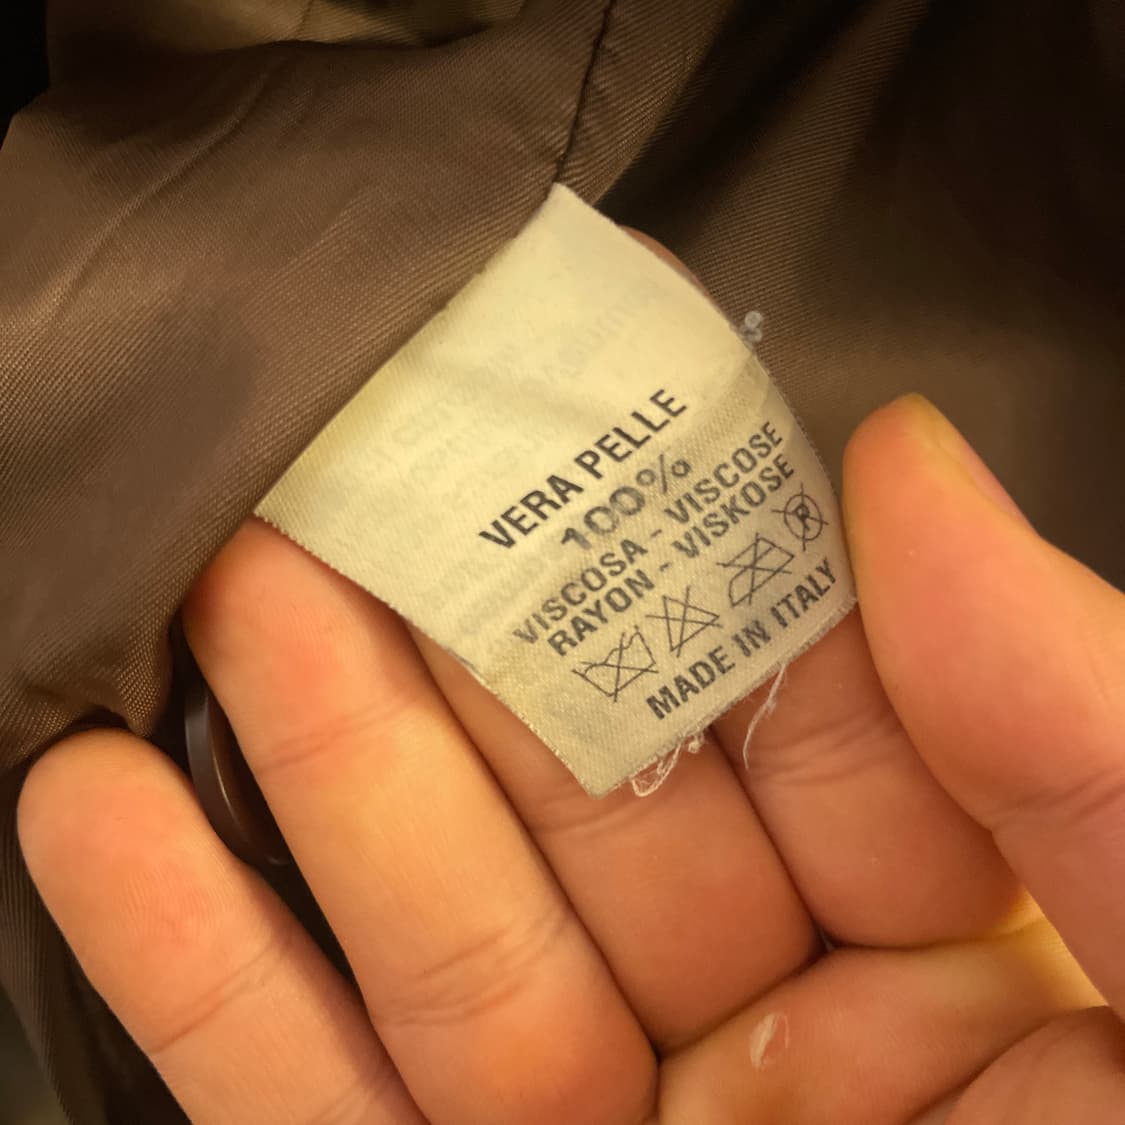 VERA PELLE
100%
VISCOSA - VISCOSE
RAYON - VISKOSE
R
MADE IN ITALY